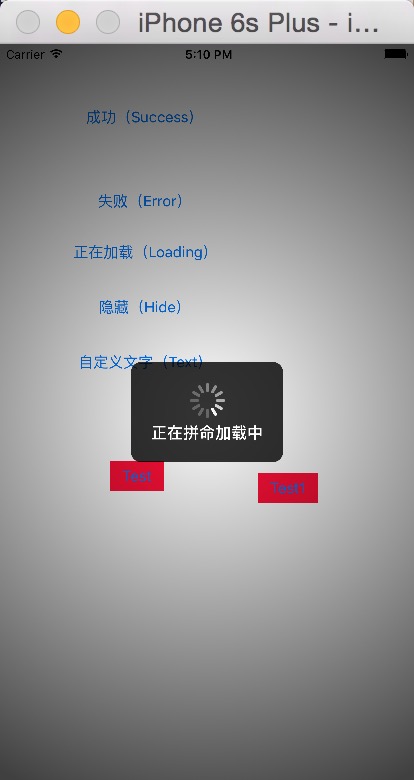 iPhone 6s Plus - i...
Carrier 5:10 PM
成功（Success）
失败（Error）
正在加载（Loading）
隐藏（Hide）
自定义文字（Text）
正在拼命加载中
Test
Test1